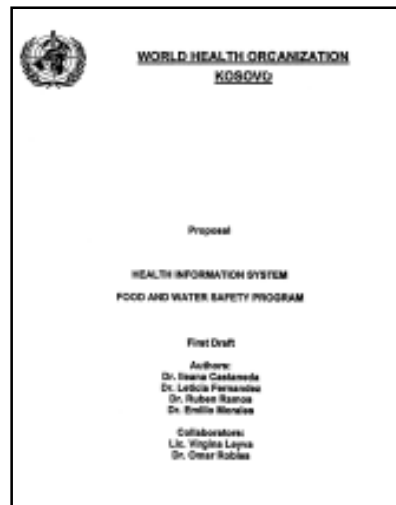 WORLD HEALTH ORGANIZATION
KOSOVO
Proposal
HEALTH INFORMATION SYSTEM
FOOD AND WATER SAFETY PROGRAM
First Draft
Authors:
Dr. Ileana Castaneda
Dr. Leticia Fernandez
Dr. Ruben Ramos
Dr. Emilio Morales
Collaborators:
Lic. Virgina Leyva
Dr. Omar Robles